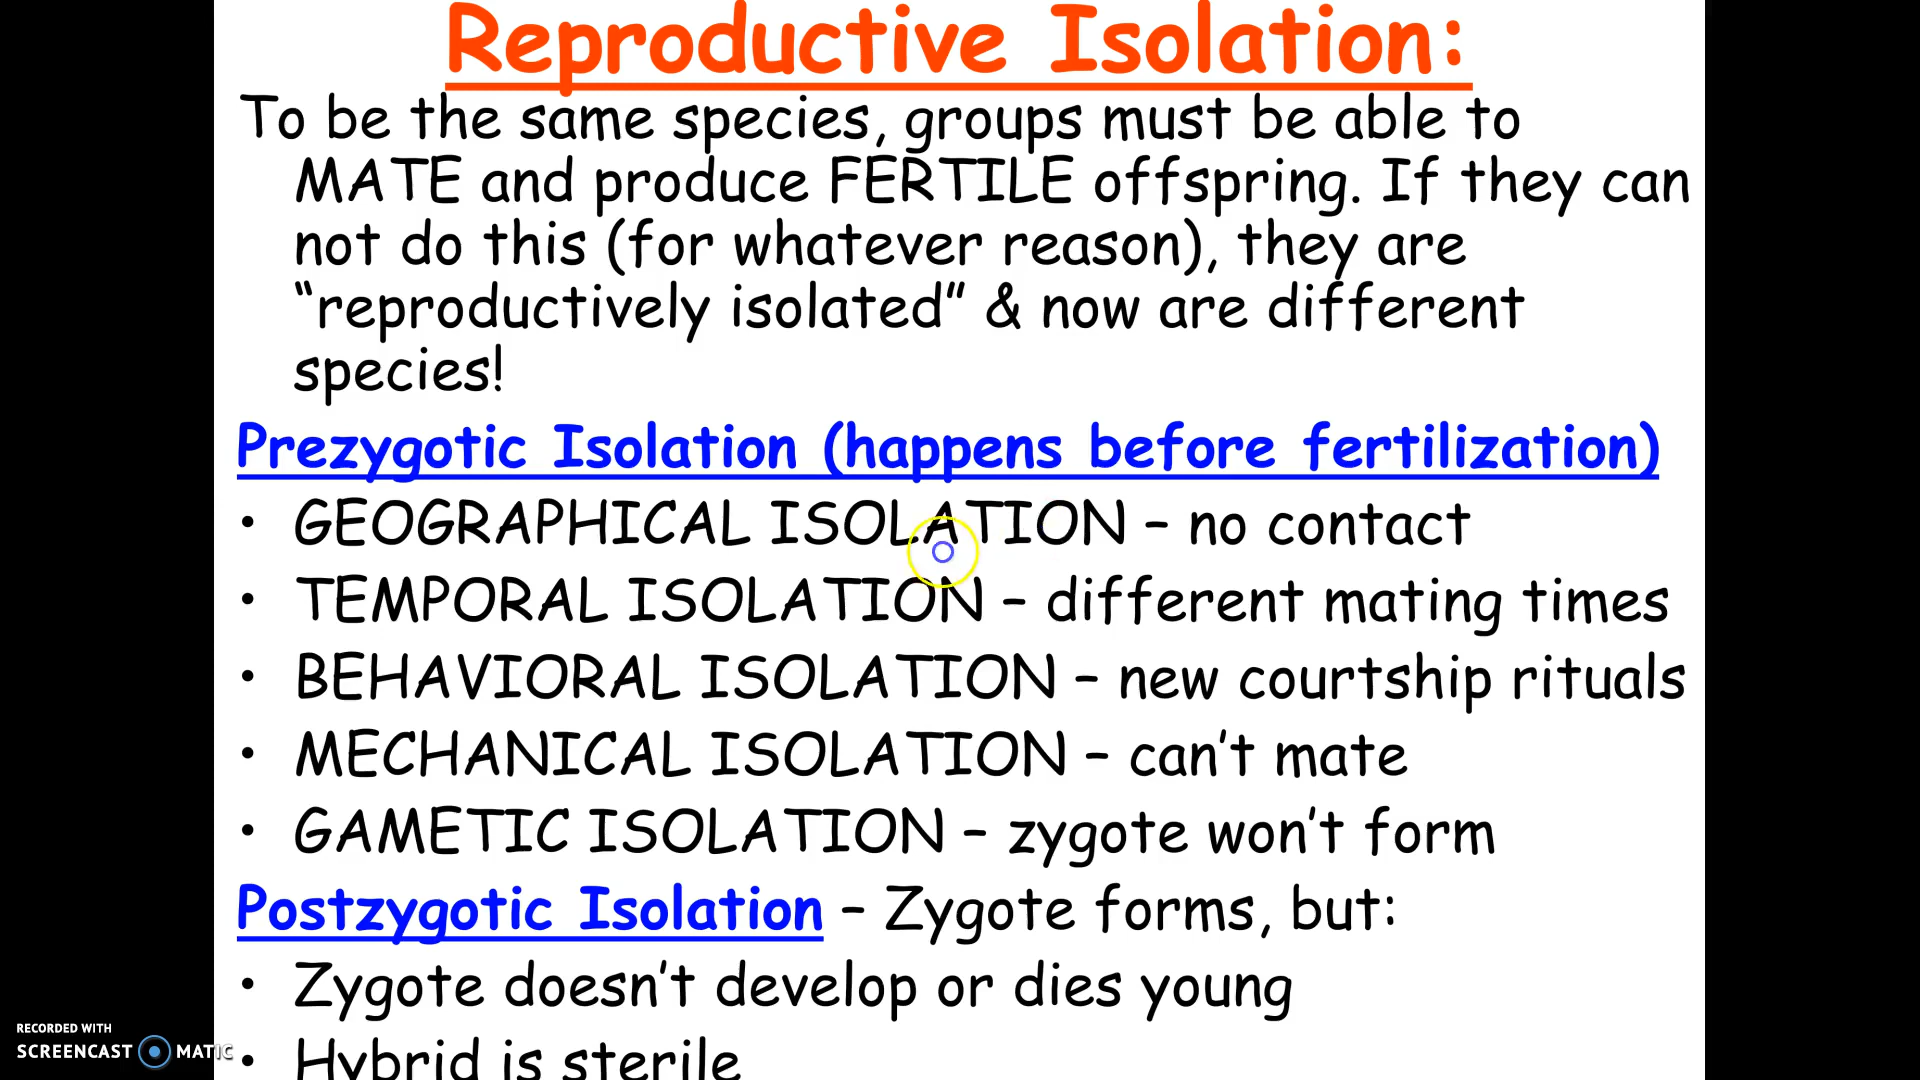 Reproductive Isolation:
To be the same species, groups must be able to
MATE and produce FERTILE offspring. If they can
not do this (for whatever reason), they are
“reproductively isolated” & now are different
species!
Prezygotic Isolation (happens before fertilization)
• GEOGRAPHICAL ISOLATION – no contact
• TEMPORAL ISOLATION – different mating times
• BEHAVIORAL ISOLATION – new courtship rituals
• MECHANICAL ISOLATION – can’t mate
• GAMETIC ISOLATION – zygote won’t form
Postzygotic Isolation – Zygote forms, but:
• Zygote doesn’t develop or dies young
• Hybrid is sterile
RECORDED WITH
SCREENCAST MATIC